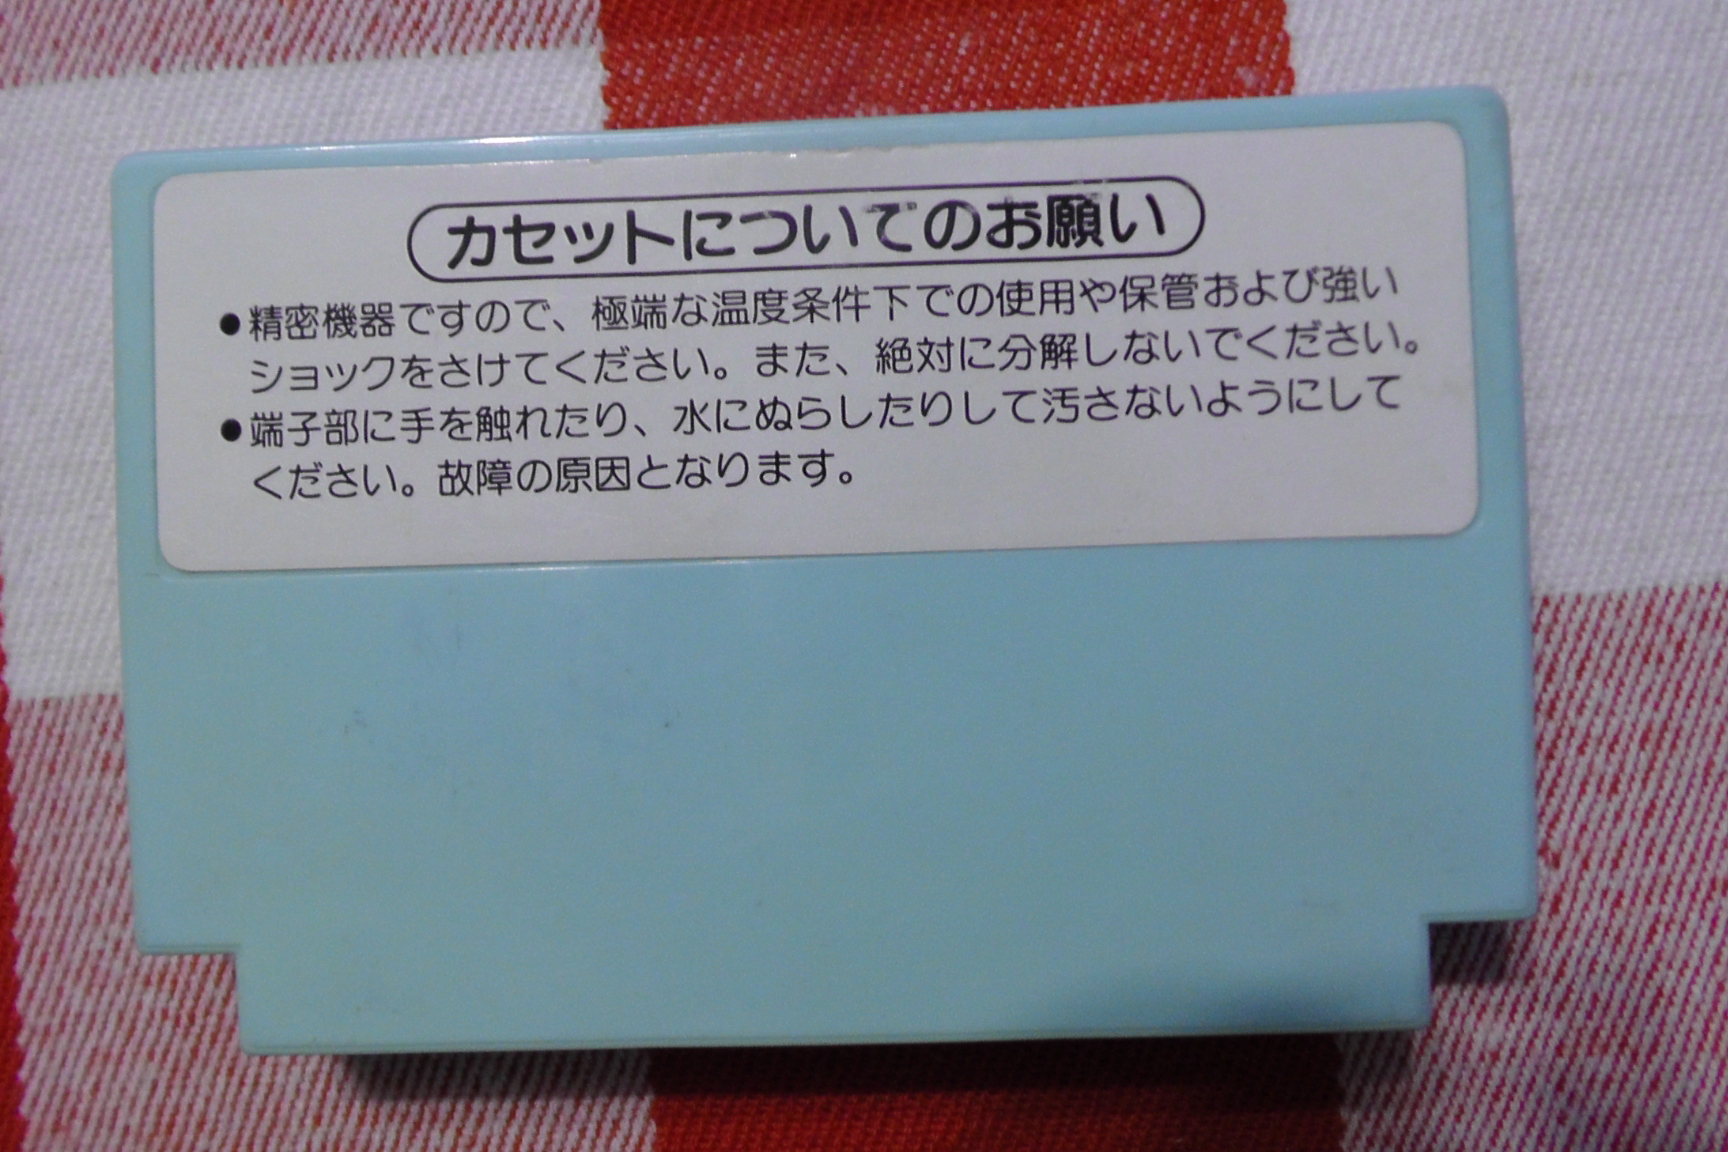 カセットについてのお願い
●精密機器ですので、極端な温度条件下での使用や保管および強い
ショックをさけてください。また、絶対に分解しないでください。
●端子部に手を触れたり、水にぬらしたりして汚さないようにして
ください。故障の原因となります。